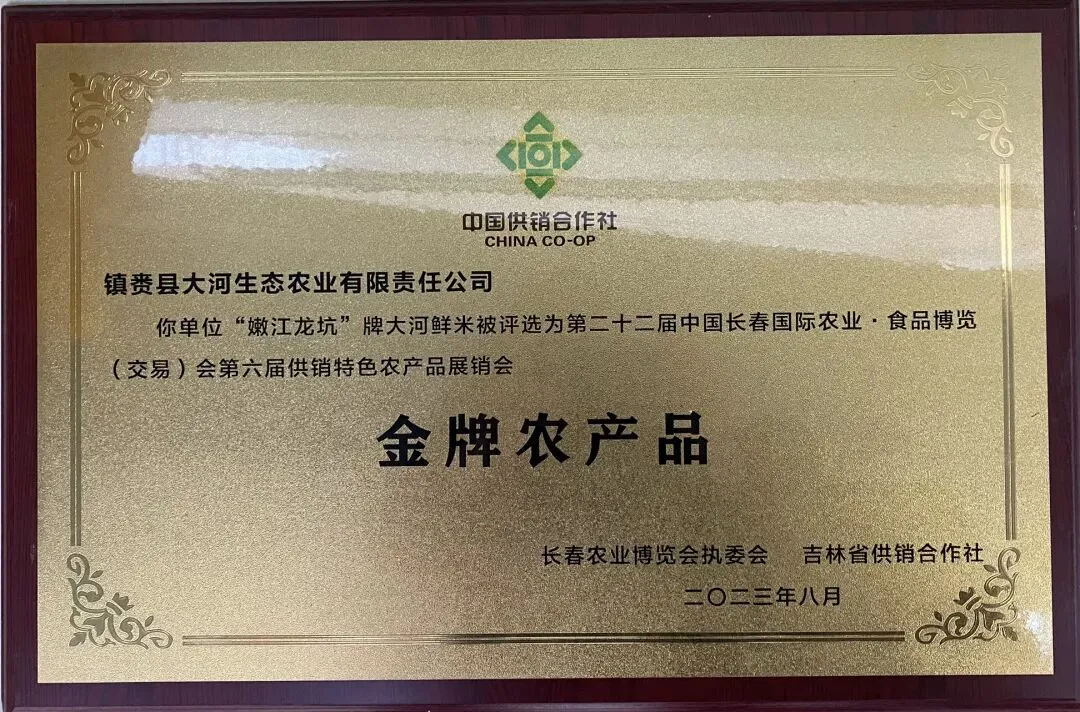 中国供销合作社
CHINA CO-OP
镇赉县大河生态农业有限责任公司
你单位“嫩江龙坑”牌大河鲜米被评选为第二十二届中国长春国际农业·食品博览
（交易）会第六届供销特色农产品展销会
金牌农产品
长春农业博览会执委会 吉林省供销合作社
二〇二三年八月